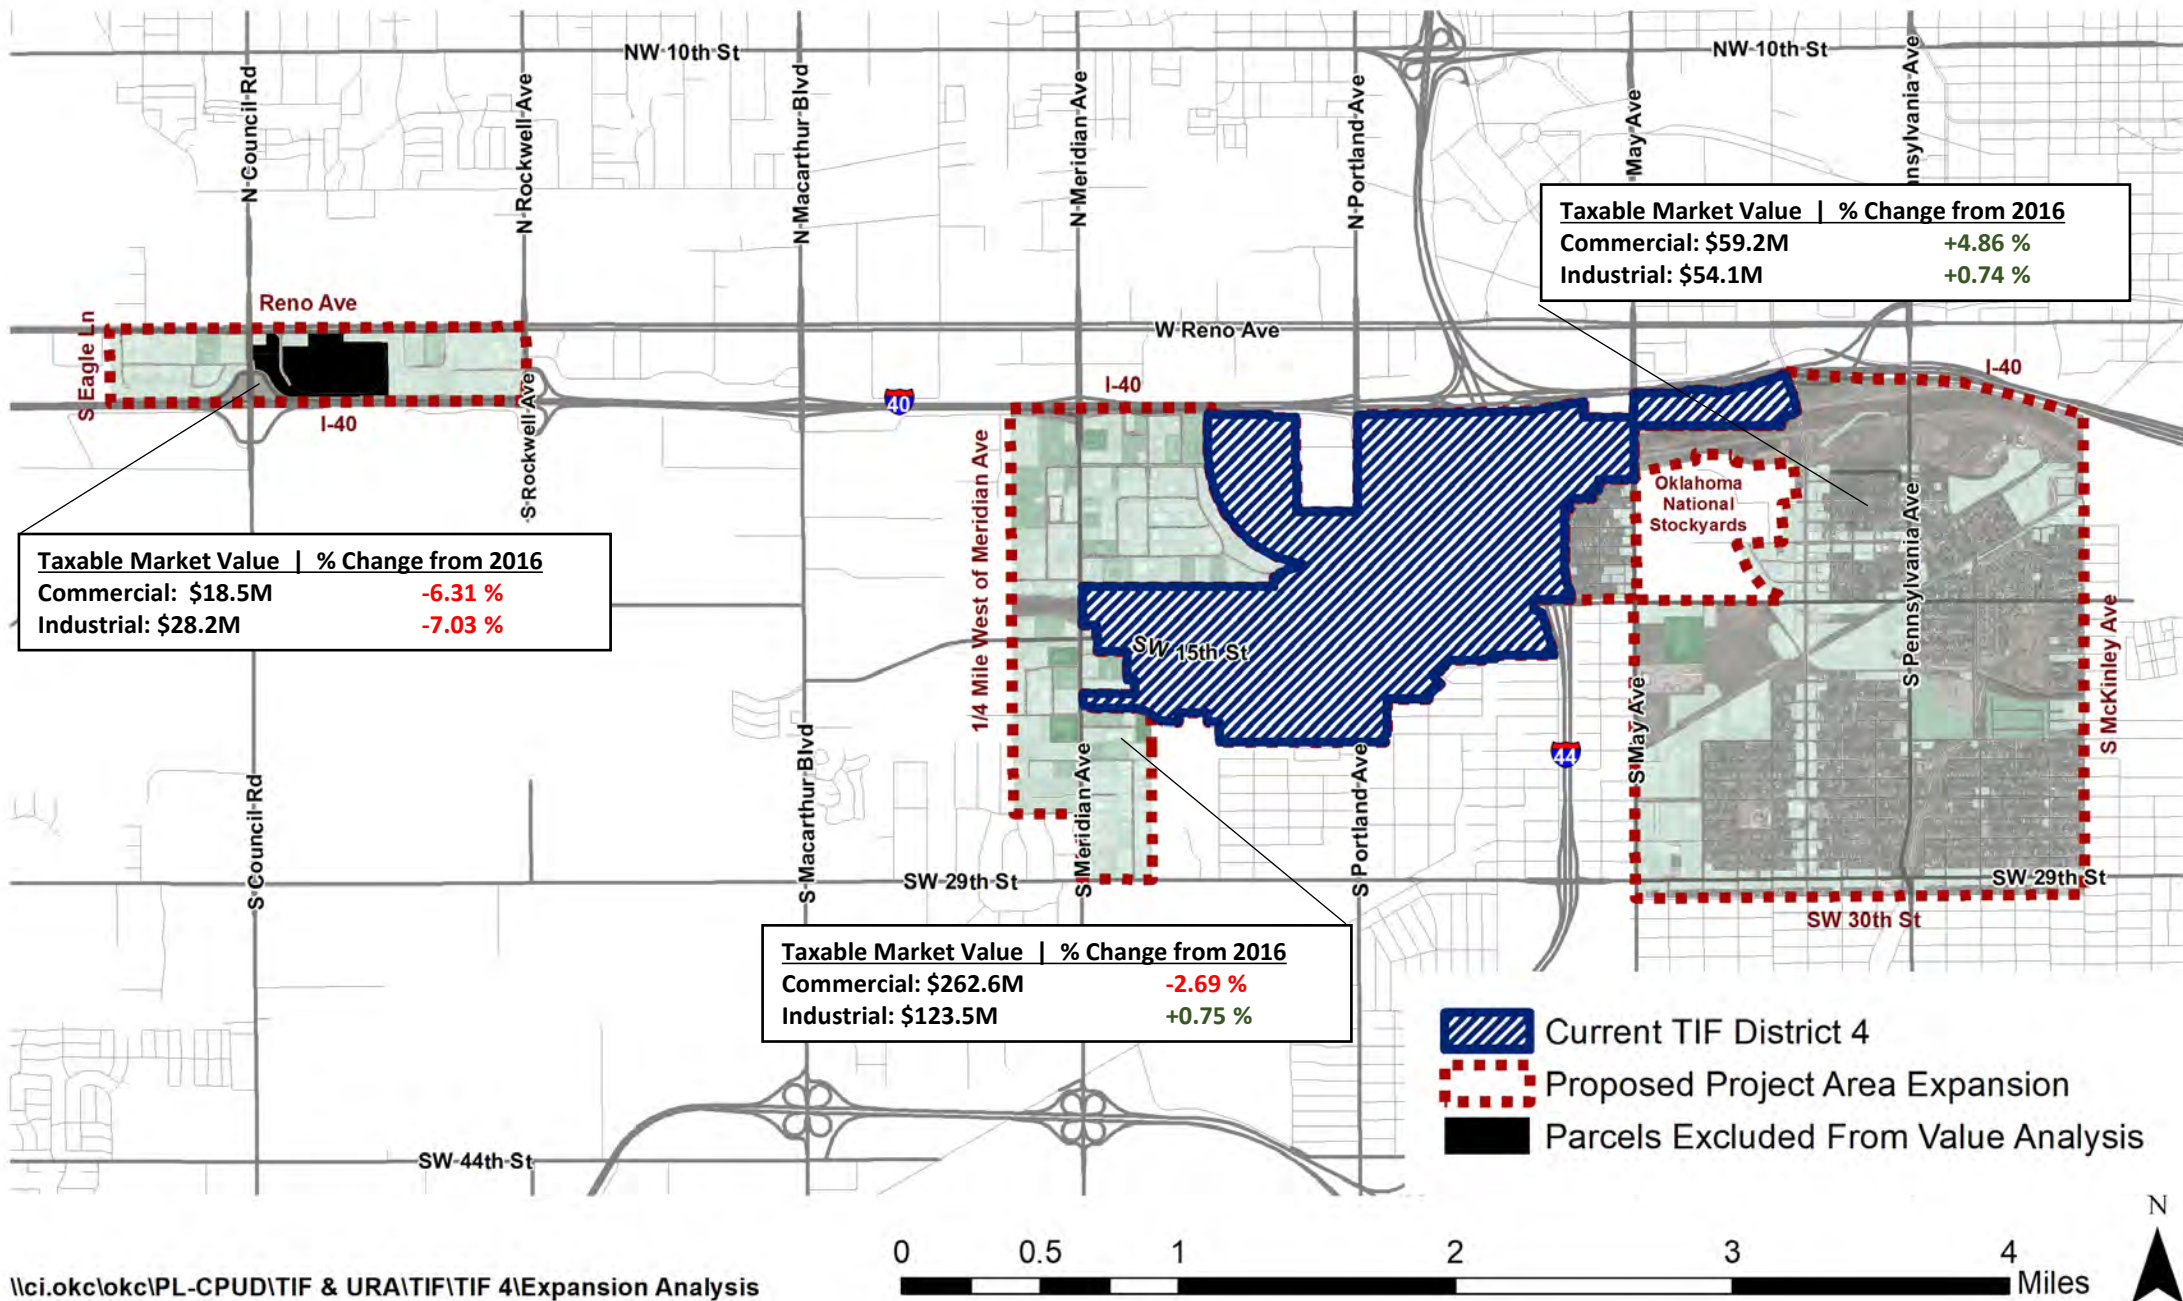 NW 10th St
NW 10th St
N Council Rd
N Rockwell Ave
N Macarthur Blvd
N Meridian Ave
N Portland Ave
May Ave
nnsylvania Ave
Taxable Market Value | % Change from 2016
Commercial: $59.2M +4.86 %
Industrial: $54.1M +0.74 %
Reno Ave
W Reno Ave
S Eagle Ln
I-40
I-40
I-40
40
S Rockwell Ave
1/4 Mile West of Meridian Ave
Oklahoma
National
Stockyards
Taxable Market Value | % Change from 2016
Commercial: $18.5M -6.31 %
Industrial: $28.2M -7.03 %
SW 15th St
S Pennsylvania Ave
S McKinley Ave
S May Ave
44
S Council Rd
S Macarthur Blvd
S Meridian Ave
S Portland Ave
SW 29th St
SW 29th St
SW 30th St
Taxable Market Value | % Change from 2016
Commercial: $262.6M -2.69 %
Industrial: $123.5M +0.75 %
Current TIF District 4
Proposed Project Area Expansion
Parcels Excluded From Value Analysis
SW 44th St
N
0 0.5 1 2 3 4
Miles
\\ci.okc\okc\PL-CPUD\TIF & URA\TIF\TIF 4\Expansion Analysis